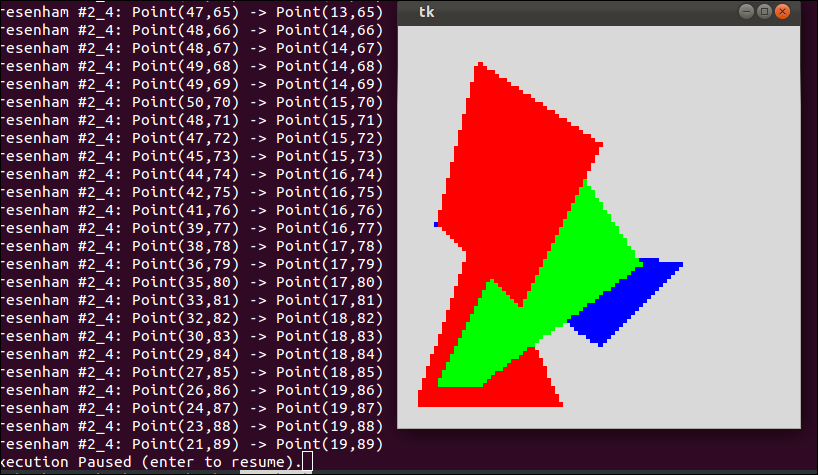 resenham #2_4: Point(47,65) -> Point(13,65)
resenham #2_4: Point(48,66) -> Point(14,66)
resenham #2_4: Point(48,67) -> Point(14,67)
resenham #2_4: Point(49,68) -> Point(14,68)
resenham #2_4: Point(49,69) -> Point(14,69)
resenham #2_4: Point(50,70) -> Point(15,70)
resenham #2_4: Point(48,71) -> Point(15,71)
resenham #2_4: Point(47,72) -> Point(15,72)
resenham #2_4: Point(45,73) -> Point(15,73)
resenham #2_4: Point(44,74) -> Point(16,74)
resenham #2_4: Point(42,75) -> Point(16,75)
resenham #2_4: Point(41,76) -> Point(16,76)
resenham #2_4: Point(39,77) -> Point(16,77)
resenham #2_4: Point(38,78) -> Point(17,78)
resenham #2_4: Point(36,79) -> Point(17,79)
resenham #2_4: Point(35,80) -> Point(17,80)
resenham #2_4: Point(33,81) -> Point(17,81)
resenham #2_4: Point(32,82) -> Point(18,82)
resenham #2_4: Point(30,83) -> Point(18,83)
resenham #2_4: Point(29,84) -> Point(18,84)
resenham #2_4: Point(27,85) -> Point(18,85)
resenham #2_4: Point(26,86) -> Point(19,86)
resenham #2_4: Point(24,87) -> Point(19,87)
resenham #2_4: Point(23,88) -> Point(19,88)
resenham #2_4: Point(21,89) -> Point(19,89)
xecution Paused (enter to resume).
tk